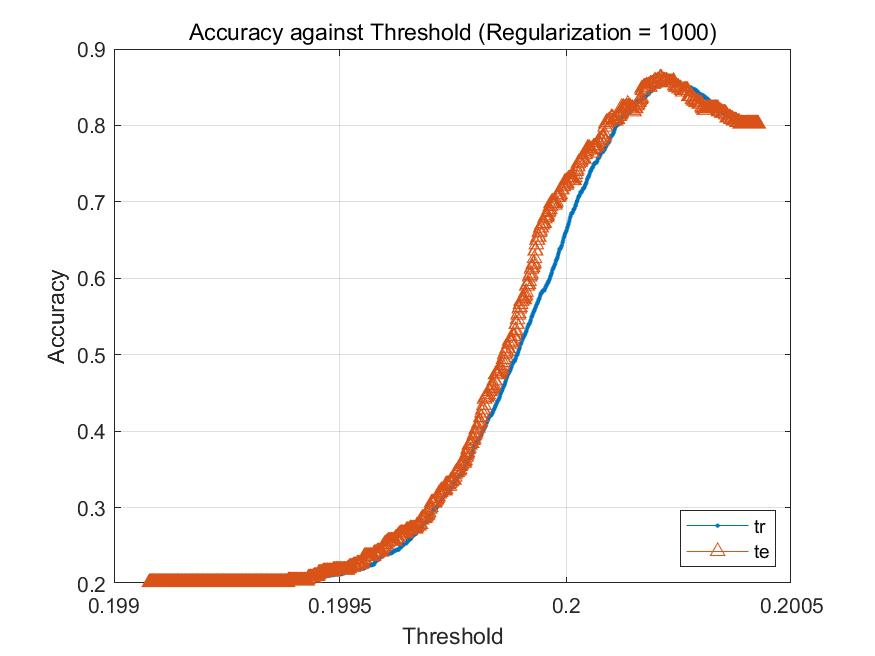 Accuracy against Threshold (Regularization = 1000)
0.9
0.8
0.7
0.6
0.5
0.4
0.3
0.2
Accuracy
tr
te
0.199
0.1995
0.2
0.2005
Threshold